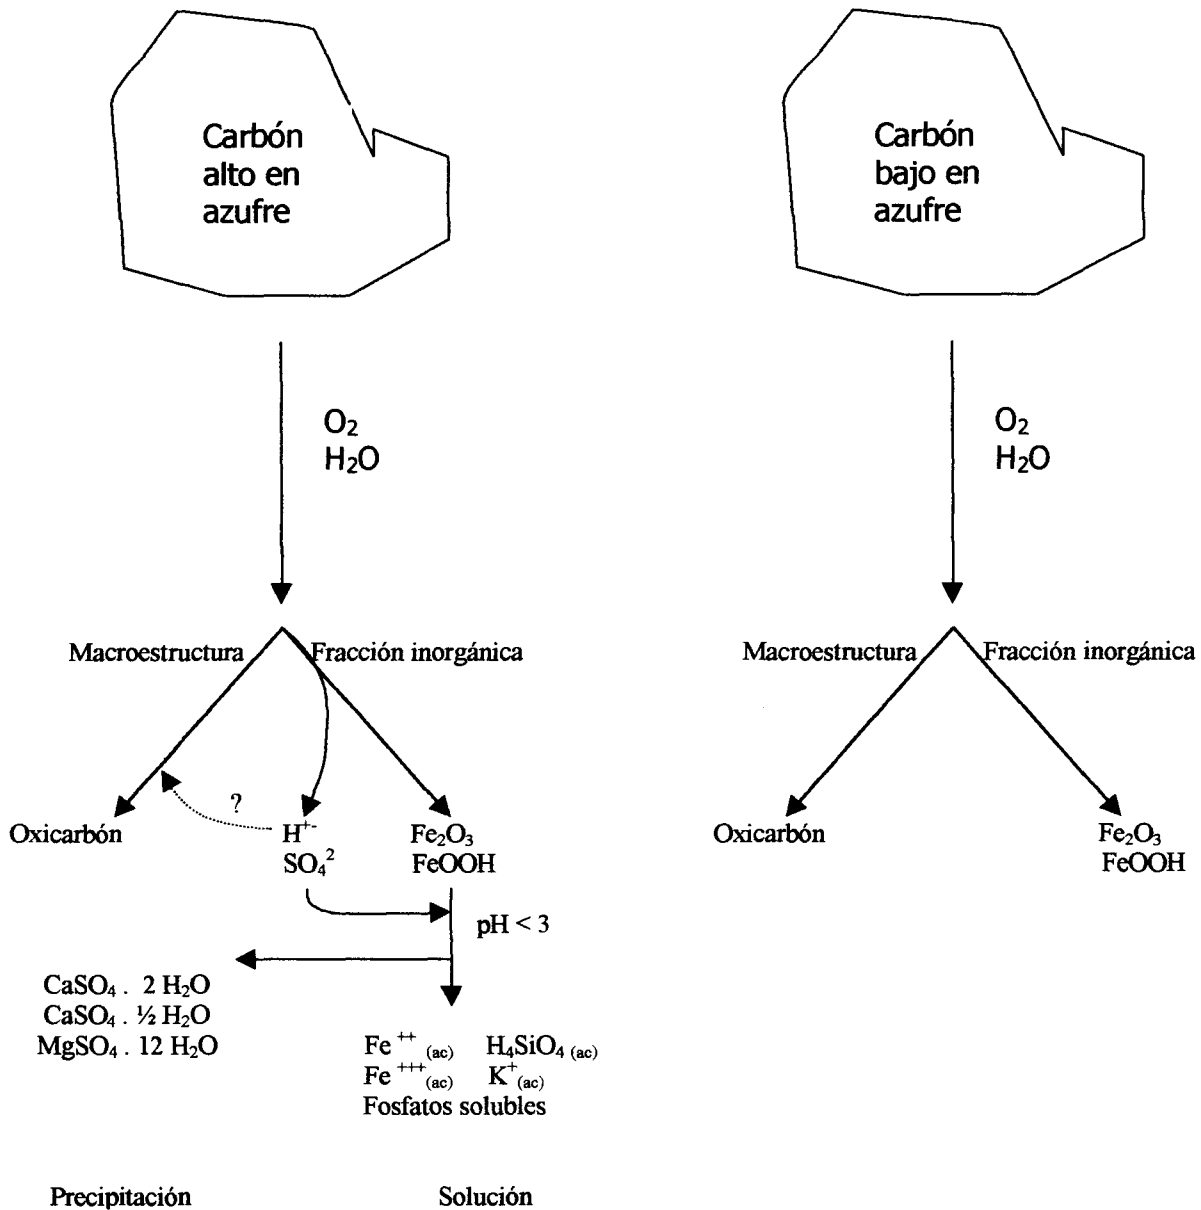 Carbón
alto en
azufre
Carbón
bajo en
azufre
O₂
H₂O
O₂
H₂O
Macroestructura
Fracción inorgánica
Macroestructura
Fracción inorgánica
?
Oxicarbón
H⁺⁻
SO₄²
Fe₂O₃
FeOOH
Oxicarbón
Fe₂O₃
FeOOH
pH < 3
CaSO₄ . 2 H₂O
CaSO₄ . ½ H₂O
MgSO₄ . 12 H₂O
Fe ⁺⁺ (ac) H₄SiO₄ (ac)
Fe ⁺⁺⁺ (ac) K⁺ (ac)
Fosfatos solubles
Precipitación
Solución